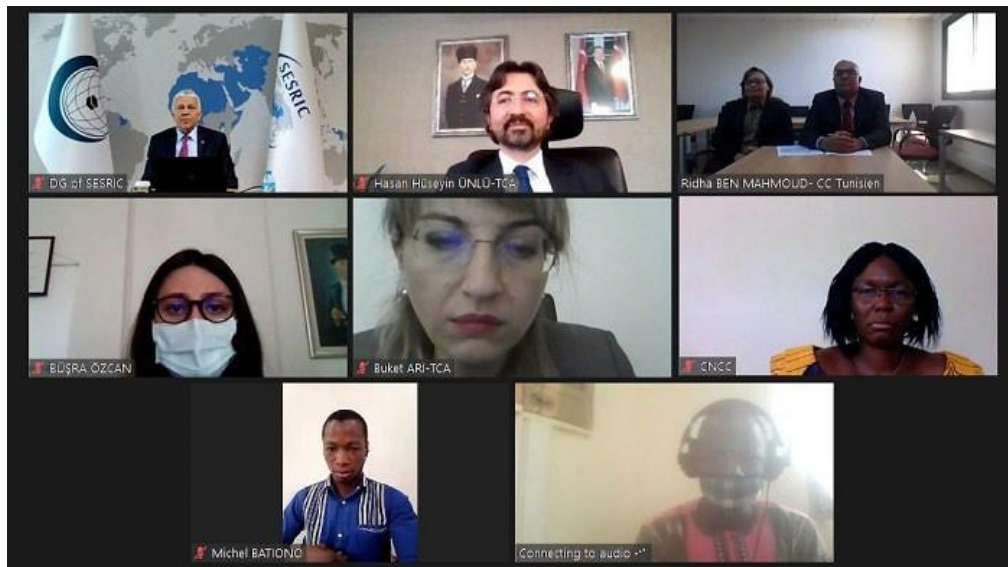 SESRIC
DG of SESRIC
Hasan Hüseyin ÜNLÜ-TCA
Ridha BEN MAHMOUD- CC Tunisien
BÜŞRA ÖZCAN
Buket ARI-TCA
CNCC
Michel BATIONO
Connecting to audio